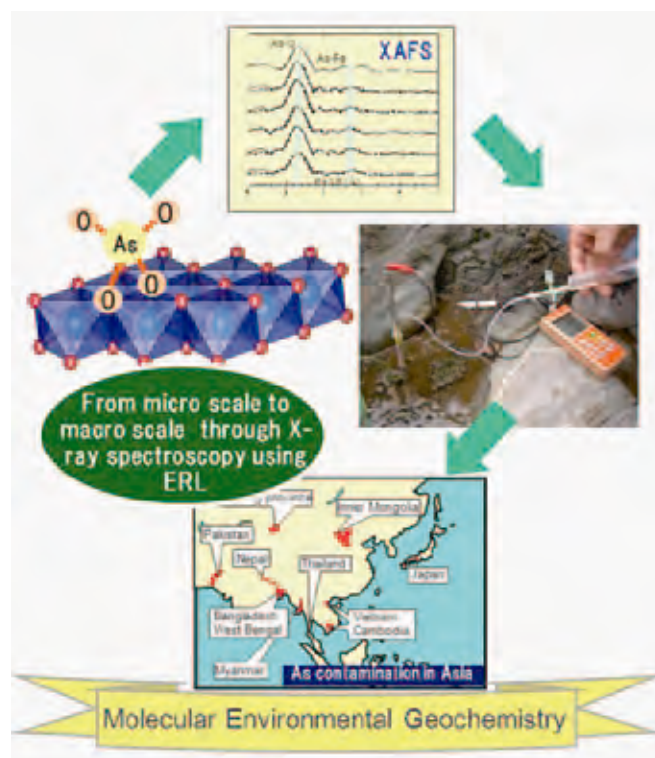 XAFS
As-O
As-Fe
O
O
As
O
O
From micro scale to
macro scale through X-
ray spectroscopy using
ERL
Inner Mongolia
Pakistan
Nepal
Thailand
Japan
Bangladesh
West Bengal
Vietnam
Cambodia
Myanmar
As contamination in Asia
Molecular Environmental Geochemistry